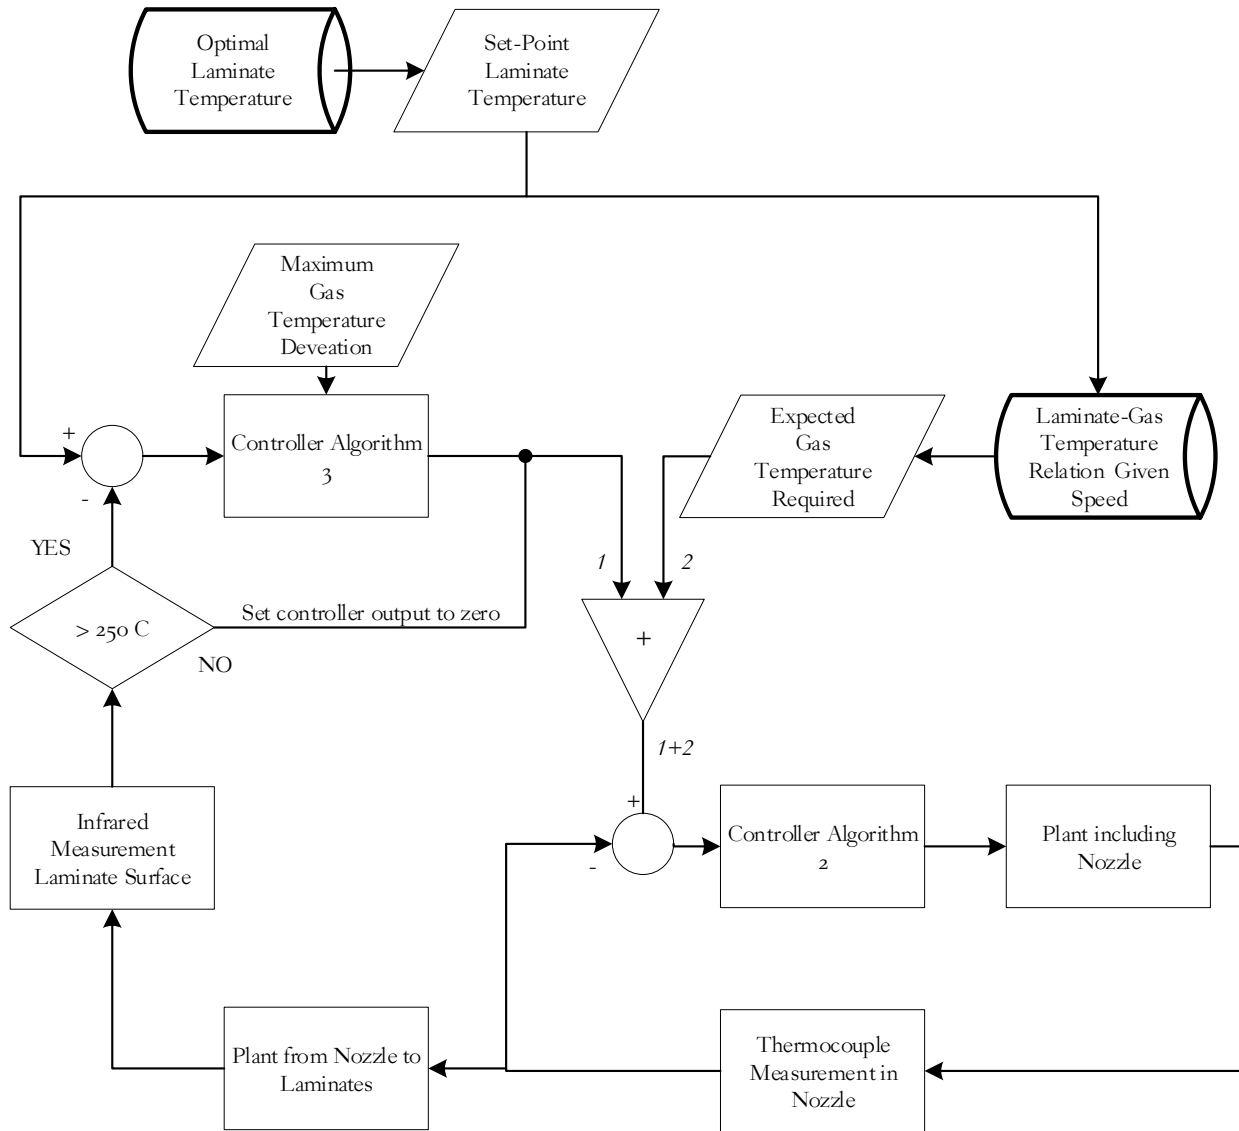 Optimal
Laminate
Temperature
Set-Point
Laminate
Temperature
Maximum
Gas
Temperature
Deveation
+
-
Controller Algorithm
3
Expected
Gas
Temperature
Required
Laminate-Gas
Temperature
Relation Given
Speed
YES
> 250 C
Set controller output to zero
NO
1
2
+
1+2
Infrared
Measurement
Laminate Surface
+
-
Controller Algorithm
2
Plant including
Nozzle
Plant from Nozzle to
Laminates
Thermocouple
Measurement in
Nozzle